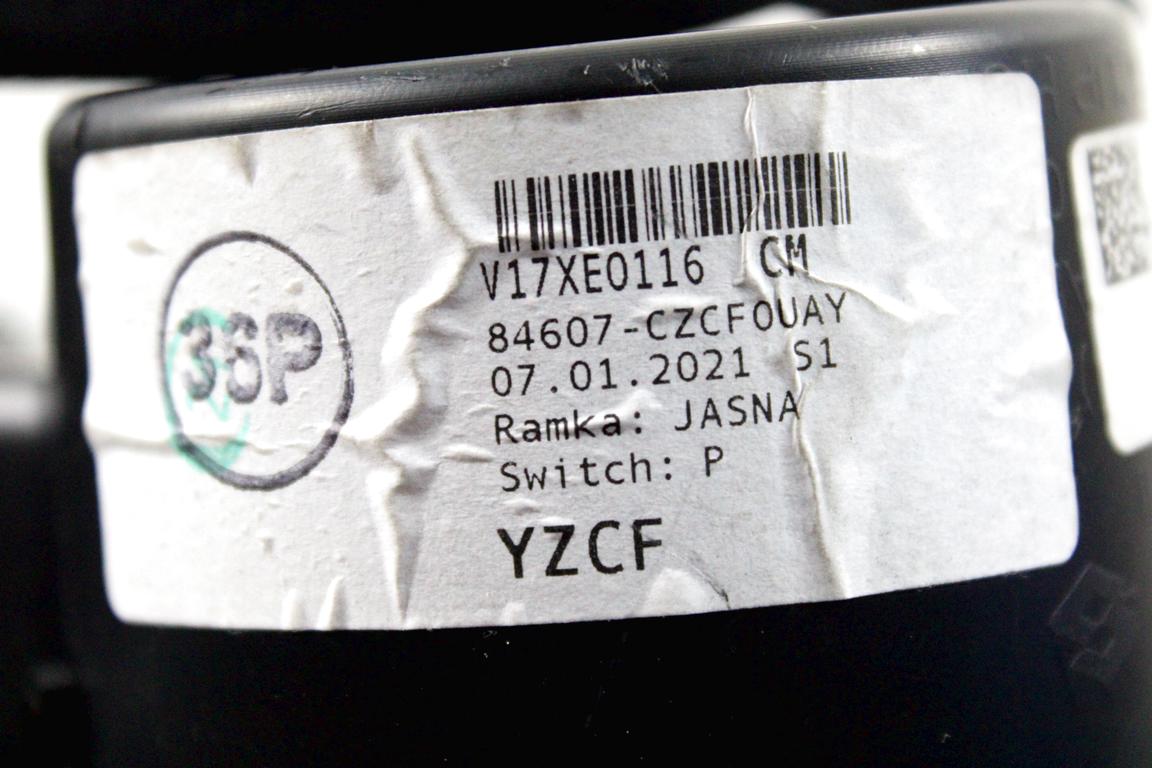 36P
V17XE0116 CM
84607-CZCF0UAY
07.01.2021 S1
Ramka: JASNA
Switch: P
YZCF